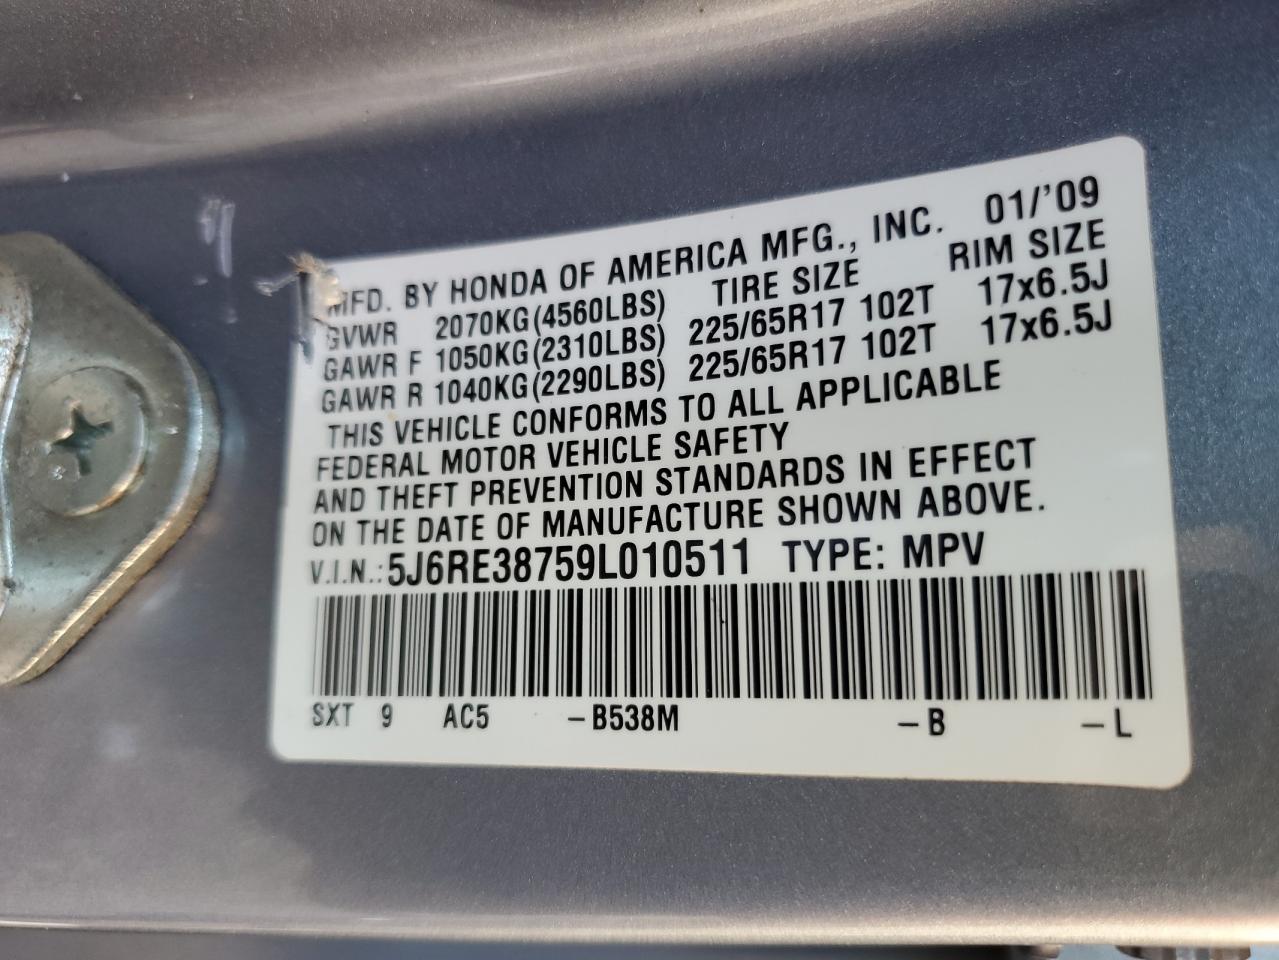 MFD. BY HONDA OF AMERICA MFG., INC. 01/'09
GVWR 2070KG(4560LBS) TIRE SIZE RIM SIZE
GAWR F 1050KG(2310LBS) 225/65R17 102T 17x6.5J
GAWR R 1040KG(2290LBS) 225/65R17 102T 17x6.5J
THIS VEHICLE CONFORMS TO ALL APPLICABLE
FEDERAL MOTOR VEHICLE SAFETY
AND THEFT PREVENTION STANDARDS IN EFFECT
ON THE DATE OF MANUFACTURE SHOWN ABOVE.
V.I.N.:5J6RE38759L010511 TYPE: MPV
SXT 9 AC5 -B538M -B -L